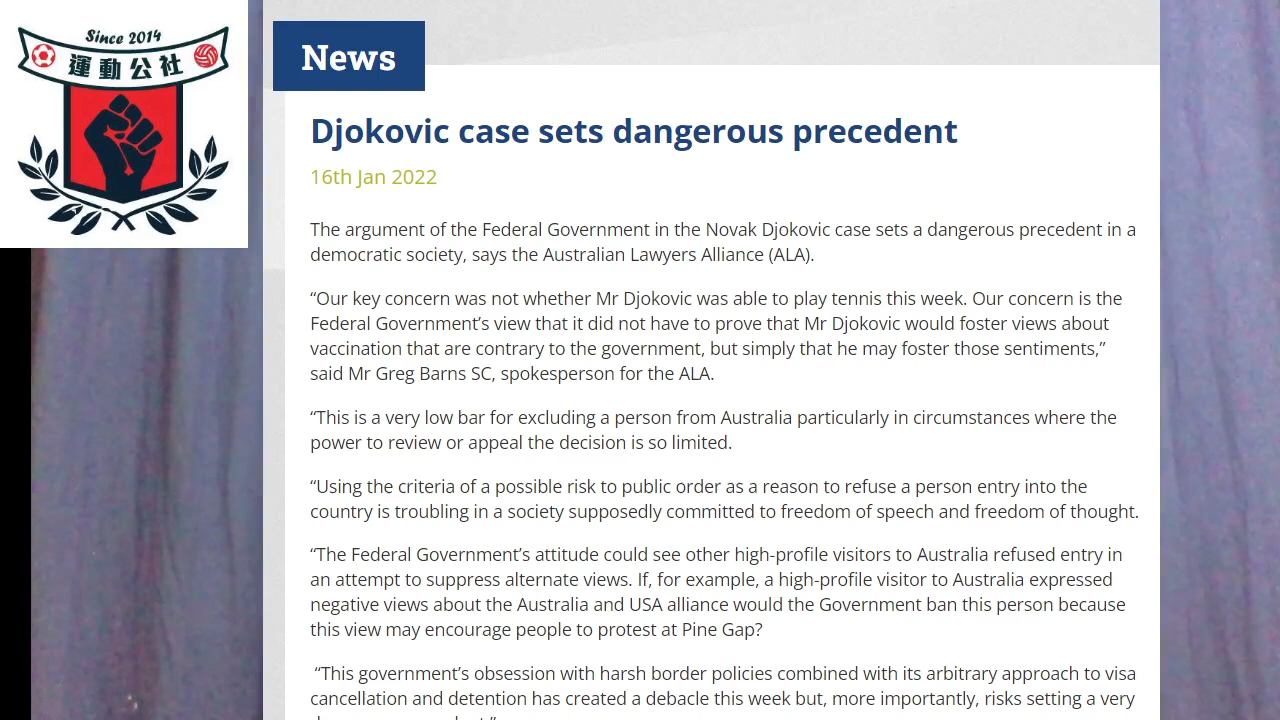 Since 2014
運動公社
News
Djokovic case sets dangerous precedent
16th Jan 2022
The argument of the Federal Government in the Novak Djokovic case sets a dangerous precedent in a
democratic society, says the Australian Lawyers Alliance (ALA).
“Our key concern was not whether Mr Djokovic was able to play tennis this week. Our concern is the
Federal Government’s view that it did not have to prove that Mr Djokovic would foster views about
vaccination that are contrary to the government, but simply that he may foster those sentiments,”
said Mr Greg Barns SC, spokesperson for the ALA.
“This is a very low bar for excluding a person from Australia particularly in circumstances where the
power to review or appeal the decision is so limited.
“Using the criteria of a possible risk to public order as a reason to refuse a person entry into the
country is troubling in a society supposedly committed to freedom of speech and freedom of thought.
“The Federal Government’s attitude could see other high-profile visitors to Australia refused entry in
an attempt to suppress alternate views. If, for example, a high-profile visitor to Australia expressed
negative views about the Australia and USA alliance would the Government ban this person because
this view may encourage people to protest at Pine Gap?
“This government’s obsession with harsh border policies combined with its arbitrary approach to visa
cancellation and detention has created a debacle this week but, more importantly, risks setting a very